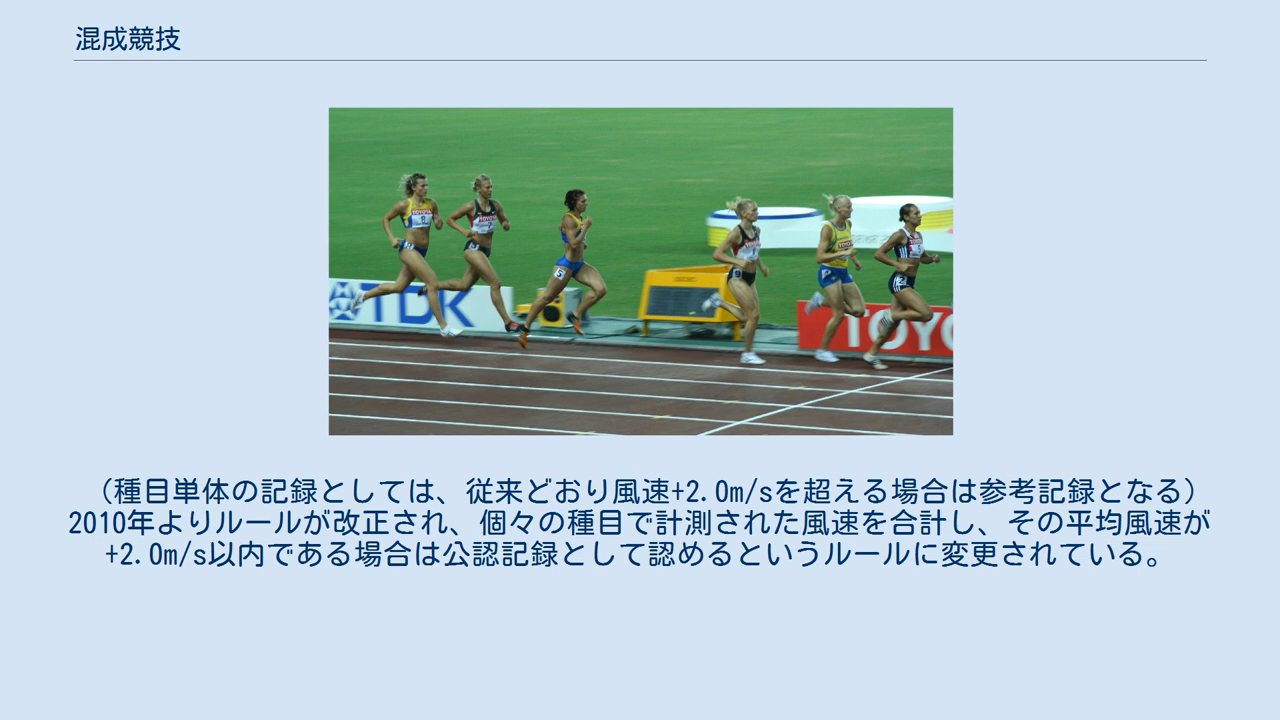 混成競技
TDK
TOYO
（種目単体の記録としては、従来どおり風速+2.0m/sを超える場合は参考記録となる）
2010年よりルールが改正され、個々の種目で計測された風速を合計し、その平均風速が
+2.0m/s以内である場合は公認記録として認めるというルールに変更されている。